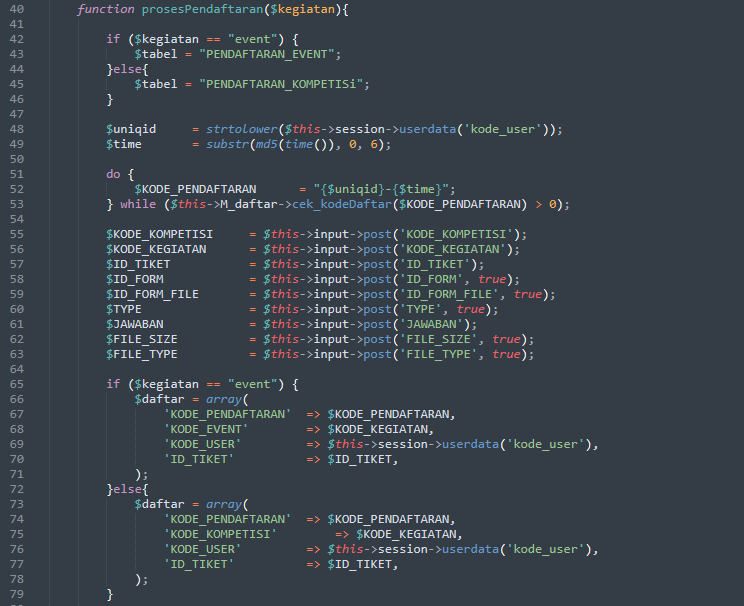 40 function prosesPendaftaran($kegiatan){
41
42 if ($kegiatan == "event") {
43 $tabel = "PENDAFTARAN_EVENT";
44 }else{
45 $tabel = "PENDAFTARAN_KOMPETISi";
46 }
47
48 $uniqid = strtolower($this->session->userdata('kode_user'));
49 $time = substr(md5(time()), 0, 6);
50
51 do {
52 $KODE_PENDAFTARAN = "{$uniqid}-{$time}";
53 } while ($this->M_daftar->cek_kodeDaftar($KODE_PENDAFTARAN) > 0);
54
55 $KODE_KOMPETISI = $this->input->post('KODE_KOMPETISI');
56 $KODE_KEGIATAN = $this->input->post('KODE_KEGIATAN');
57 $ID_TIKET = $this->input->post('ID_TIKET');
58 $ID_FORM = $this->input->post('ID_FORM', true);
59 $ID_FORM_FILE = $this->input->post('ID_FORM_FILE', true);
60 $TYPE = $this->input->post('TYPE', true);
61 $JAWABAN = $this->input->post('JAWABAN');
62 $FILE_SIZE = $this->input->post('FILE_SIZE', true);
63 $FILE_TYPE = $this->input->post('FILE_TYPE', true);
64
65 if ($kegiatan == "event") {
66 $daftar = array(
67 'KODE_PENDAFTARAN' => $KODE_PENDAFTARAN,
68 'KODE_EVENT' => $KODE_KEGIATAN,
69 'KODE_USER' => $this->session->userdata('kode_user'),
70 'ID_TIKET' => $ID_TIKET,
71 );
72 }else{
73 $daftar = array(
74 'KODE_PENDAFTARAN' => $KODE_PENDAFTARAN,
75 'KODE_KOMPETISI' => $KODE_KEGIATAN,
76 'KODE_USER' => $this->session->userdata('kode_user'),
77 'ID_TIKET' => $ID_TIKET,
78 );
79 }